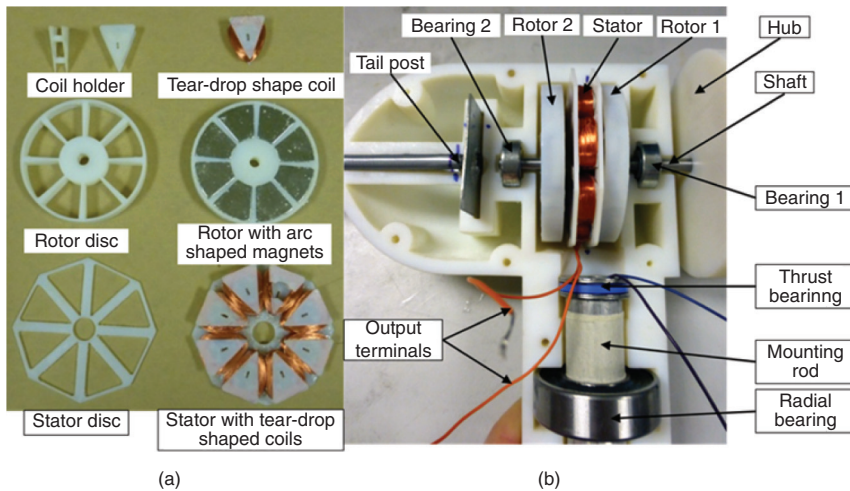 Coil holder
Tear-drop shape coil
Rotor disc
Rotor with arc
shaped magnets
Stator disc
Stator with tear-drop
shaped coils
(a)
Bearing 2
Rotor 2
Stator
Rotor 1
Hub
Tail post
Shaft
Bearing 1
Thrust
bearinng
Output
terminals
Mounting
rod
Radial
bearing
(b)